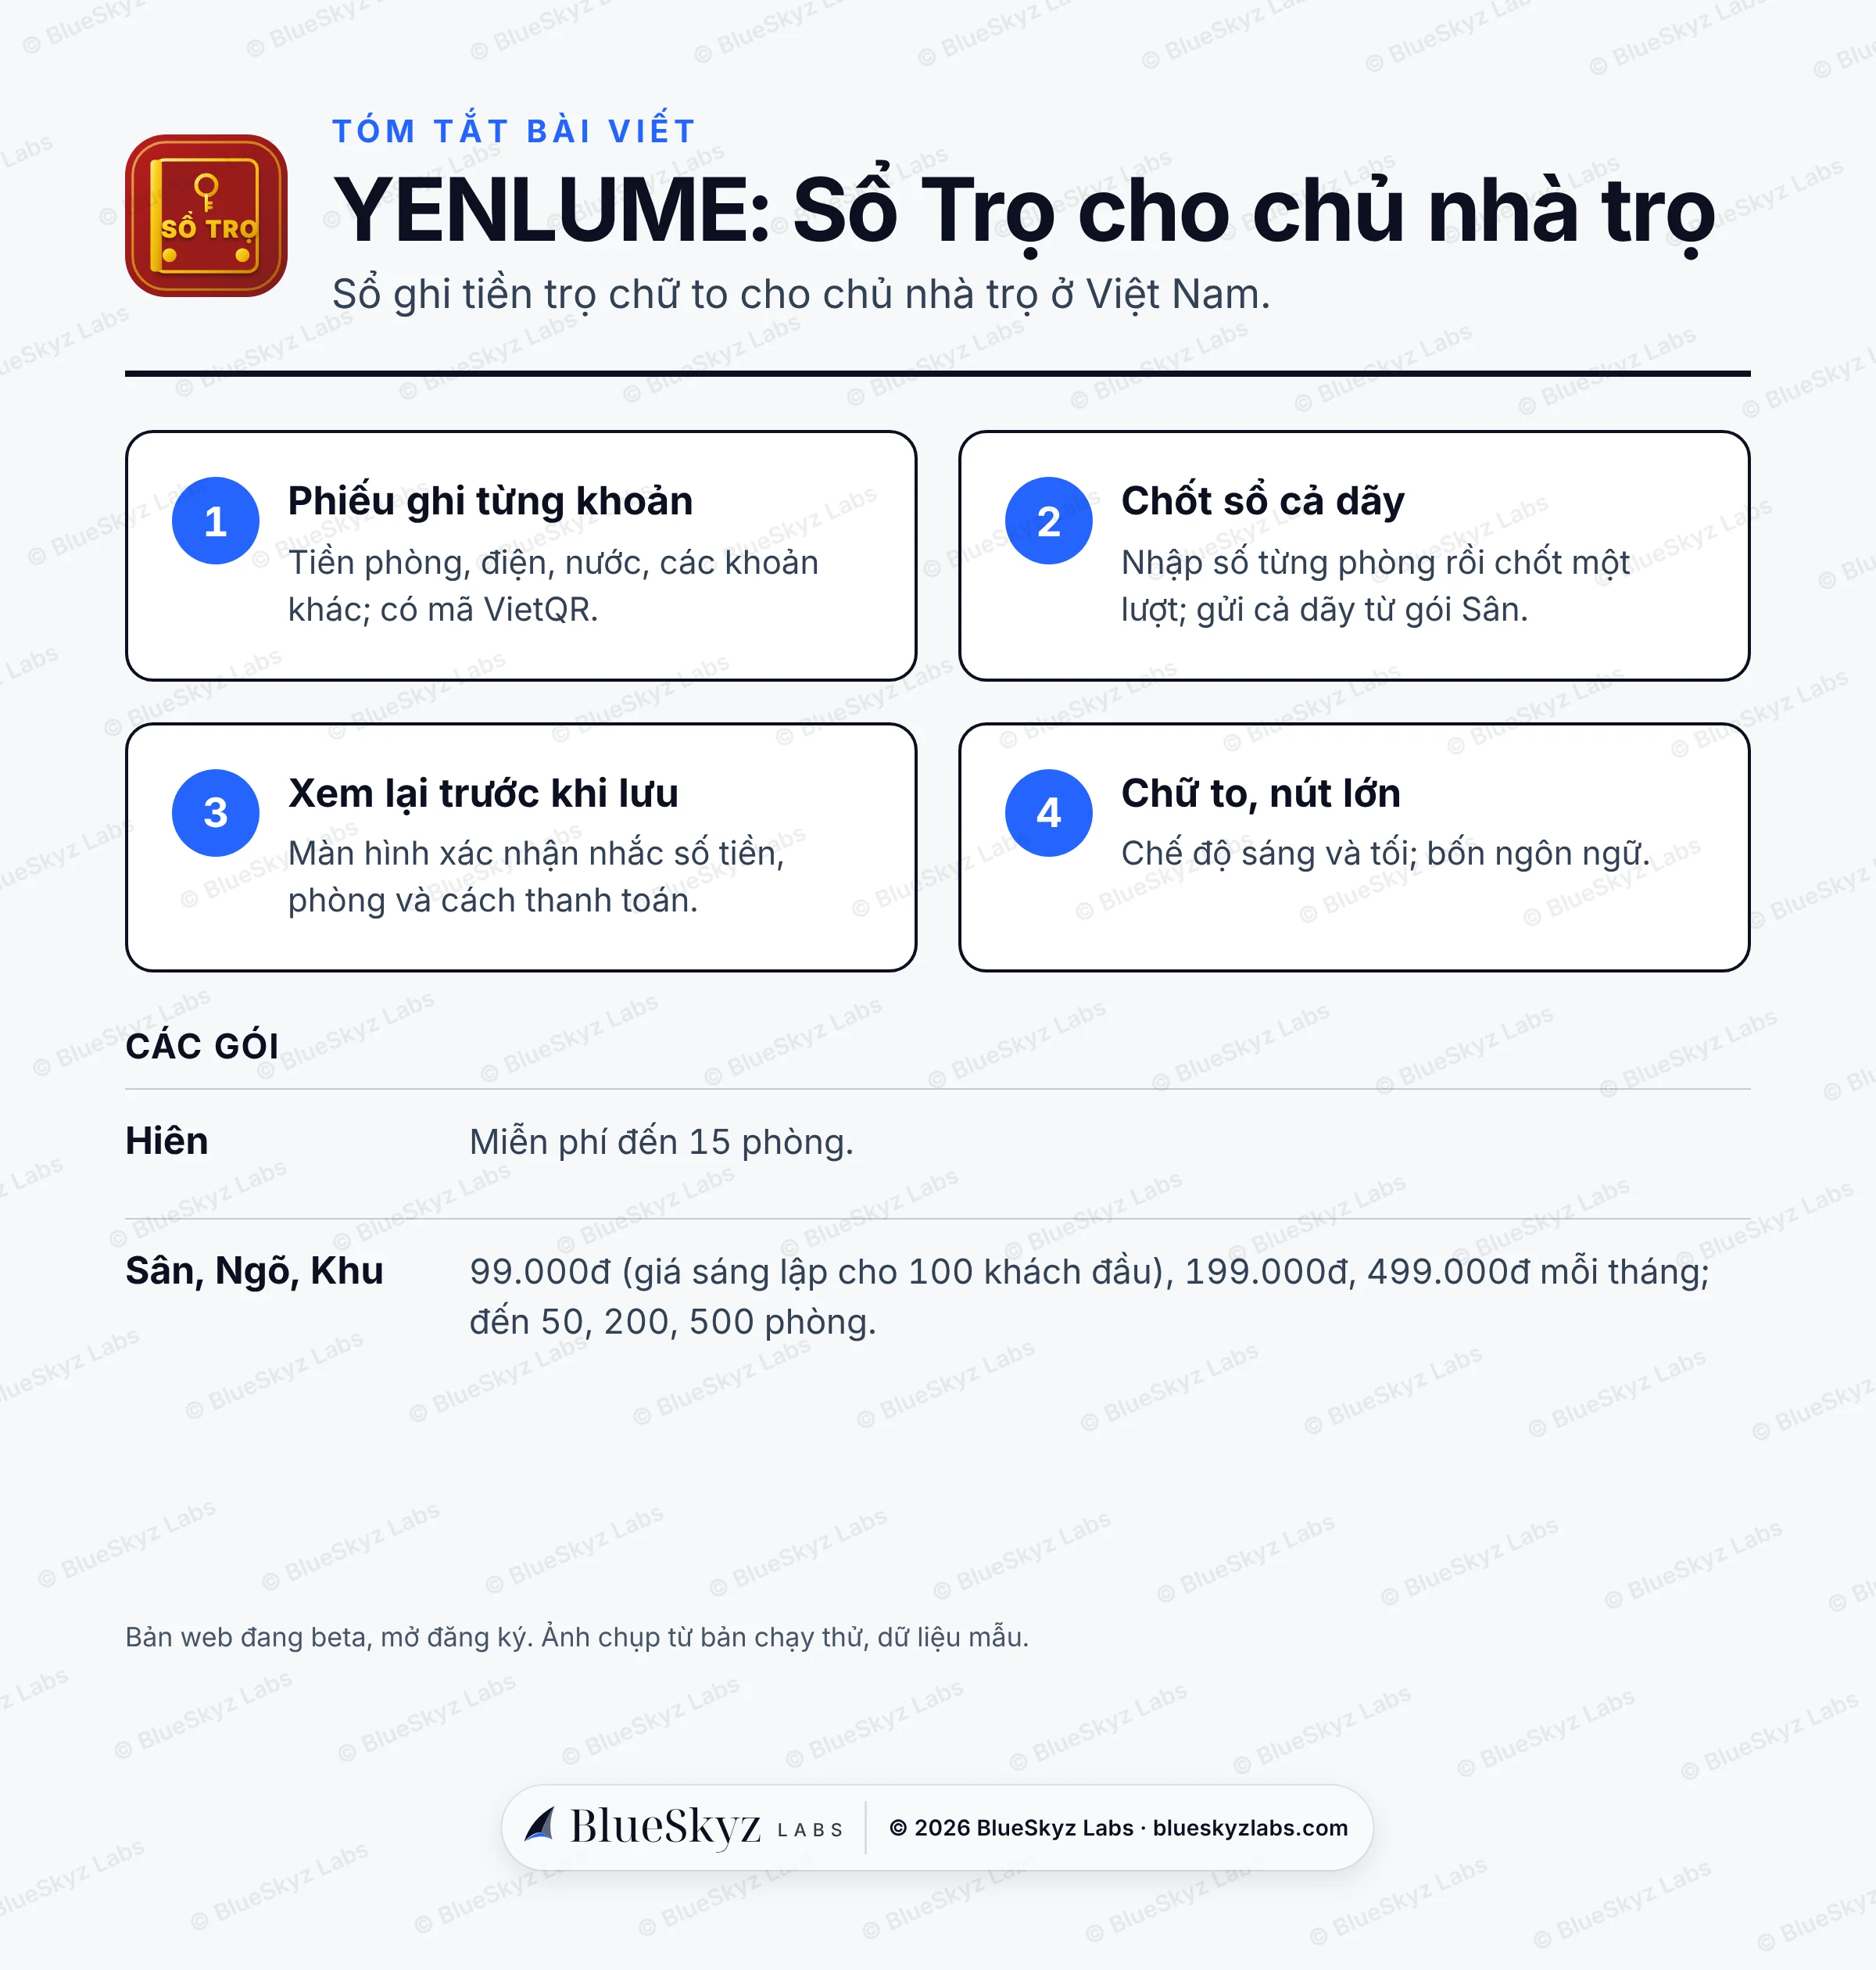 TÓM TẮT BÀI VIẾT
YENLUME: Sổ Trọ cho chủ nhà trọ
Sổ ghi tiền trọ chữ to cho chủ nhà trọ ở Việt Nam.
SỔ TRỌ
1
Phiếu ghi từng khoản
Tiền phòng, điện, nước, các khoản
khác; có mã VietQR.
2
Chốt sổ cả dãy
Nhập số từng phòng rồi chốt một
lượt; gửi cả dãy từ gói Sân.
3
Xem lại trước khi lưu
Màn hình xác nhận nhắc số tiền,
phòng và cách thanh toán.
4
Chữ to, nút lớn
Chế độ sáng và tối; bốn ngôn ngữ.
CÁC GÓI
Hiên
Miễn phí đến 15 phòng.
Sân, Ngõ, Khu
99.000đ (giá sáng lập cho 100 khách đầu), 199.000đ, 499.000đ mỗi tháng;
đến 50, 200, 500 phòng.
Bản web đang beta, mở đăng ký. Ảnh chụp từ bản chạy thử, dữ liệu mẫu.
BlueSkyz LABS
© 2026 BlueSkyz Labs · blueskyzlabs.com
© BlueSkyz Labs